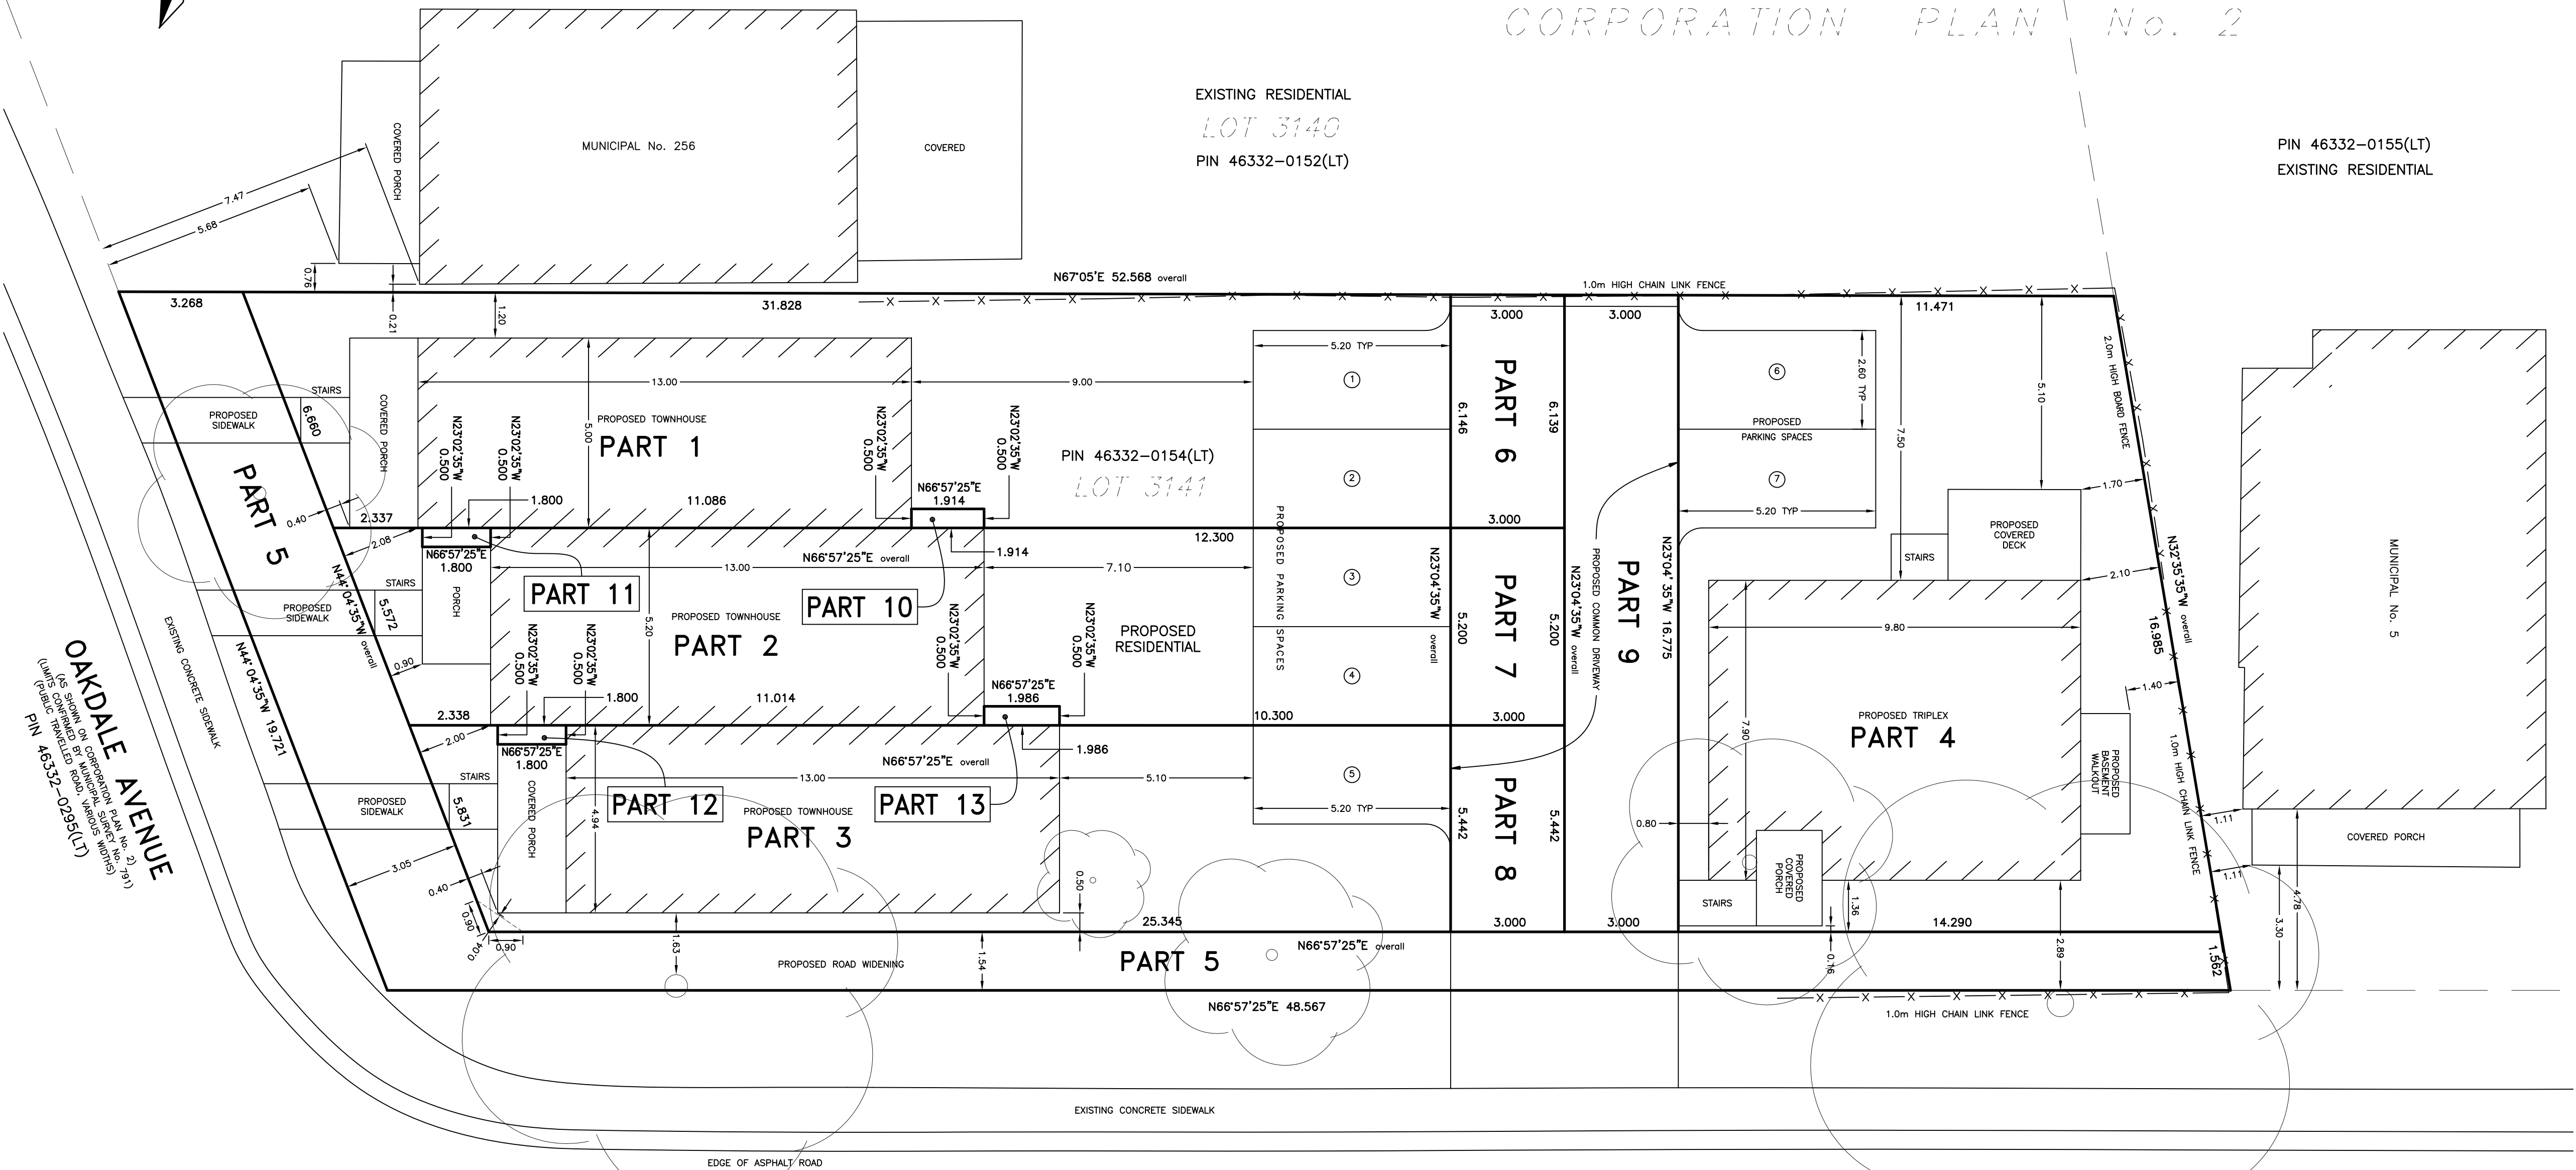 CORPORATION PLAN No. 2
EXISTING RESIDENTIAL
LOT 3140
PIN 46332-0152(LT)
PIN 46332-0155(LT)
EXISTING RESIDENTIAL
COVERED PORCH
MUNICIPAL No. 256
COVERED
7.47
5.68
0.76
0.21
1.20
N67°05'E 52.568 overall
1.0m HIGH CHAIN LINK FENCE
3.268
31.828
3.000
3.000
11.471
5.20 TYP
1
2
3
4
5
5.20 TYP
PROPOSED PARKING SPACES
9.00
7.10
5.10
13.00
5.00
PROPOSED TOWNHOUSE
PART 1
STAIRS
PROPOSED
SIDEWALK
6.660
COVERED PORCH
N23°02'35"W
0.500
N23°02'35"W
0.500
N23°02'35"W
0.500
N23°02'35"W
0.500
N66°57'25"E
1.914
PIN 46332-0154(LT)
LOT 3141
1.800
11.086
2.337
0.40
2.08
12.300
1.914
N66°57'25"E
1.800
N66°57'25"E overall
PART 11
PART 10
13.00
5.20
PROPOSED TOWNHOUSE
PART 2
PROPOSED
RESIDENTIAL
STAIRS
PROPOSED
SIDEWALK
5.572
PORCH
0.90
N23°02'35"W
0.500
N23°02'35"W
0.500
N23°02'35"W
0.500
N23°02'35"W
0.500
N66°57'25"E
1.986
1.800
11.014
2.338
2.00
10.300
1.986
N66°57'25"E
1.800
N66°57'25"E overall
PART 12
PART 13
13.00
4.94
PROPOSED TOWNHOUSE
PART 3
STAIRS
PROPOSED
SIDEWALK
5.831
COVERED PORCH
3.05
0.40
0.90
0.04
0.90
1.63
1.54
0.50
25.345
PART 5
N44°04'35"W overall
N44°04'35"W 19.721
EXISTING CONCRETE SIDEWALK
OAKDALE AVENUE
(AS SHOWN ON CORPORATION PLAN No. 2)
(LIMITS CONFIRMED BY MUNICIPAL SURVEY No. 791)
(PUBLIC TRAVELLED ROAD, VARIOUS WIDTHS)
PIN 46332-0295(LT)
PROPOSED ROAD WIDENING
PART 5
N66°57'25"E overall
N66°57'25"E 48.567
PART 6
6.146
6.139
3.000
PART 7
5.200
5.200
3.000
PART 8
5.442
5.442
3.000
3.000
N23°04'35"W overall
N23°04'35"W overall
PROPOSED COMMON DRIVEWAY
PART 9
N23°04'35"W 16.775
6
PROPOSED
PARKING SPACES
7
2.60 TYP
5.20 TYP
7.50
5.10
PROPOSED
COVERED
DECK
STAIRS
1.70
2.10
1.40
9.80
7.90
PROPOSED TRIPLEX
PART 4
PROPOSED
BASEMENT
WALKOUT
0.80
PROPOSED
COVERED
PORCH
STAIRS
1.36
0.16
14.290
2.89
1.562
2.0m HIGH BOARD FENCE
N32°35'35"W overall
16.985
1.0m HIGH CHAIN LINK FENCE
MUNICIPAL No. 5
COVERED PORCH
1.11
1.11
4.78
3.30
1.0m HIGH CHAIN LINK FENCE
EXISTING CONCRETE SIDEWALK
EDGE OF ASPHALT ROAD